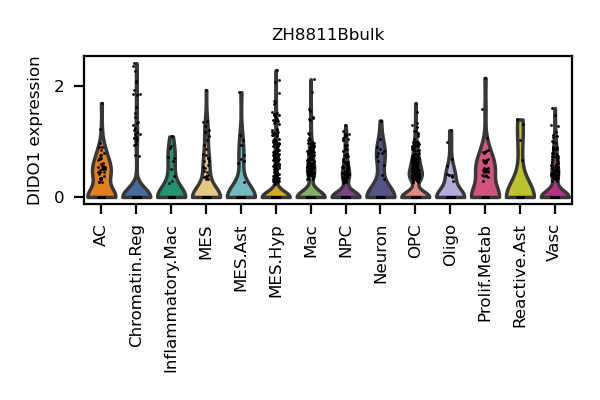 ZH8811Bbulk
DIDO1 expression
2
0
AC
Chromatin.Reg
Inflammatory.Mac
MES
MES.Ast
MES.Hyp
Mac
NPC
Neuron
OPC
Oligo
Prolif.Metab
Reactive.Ast
Vasc